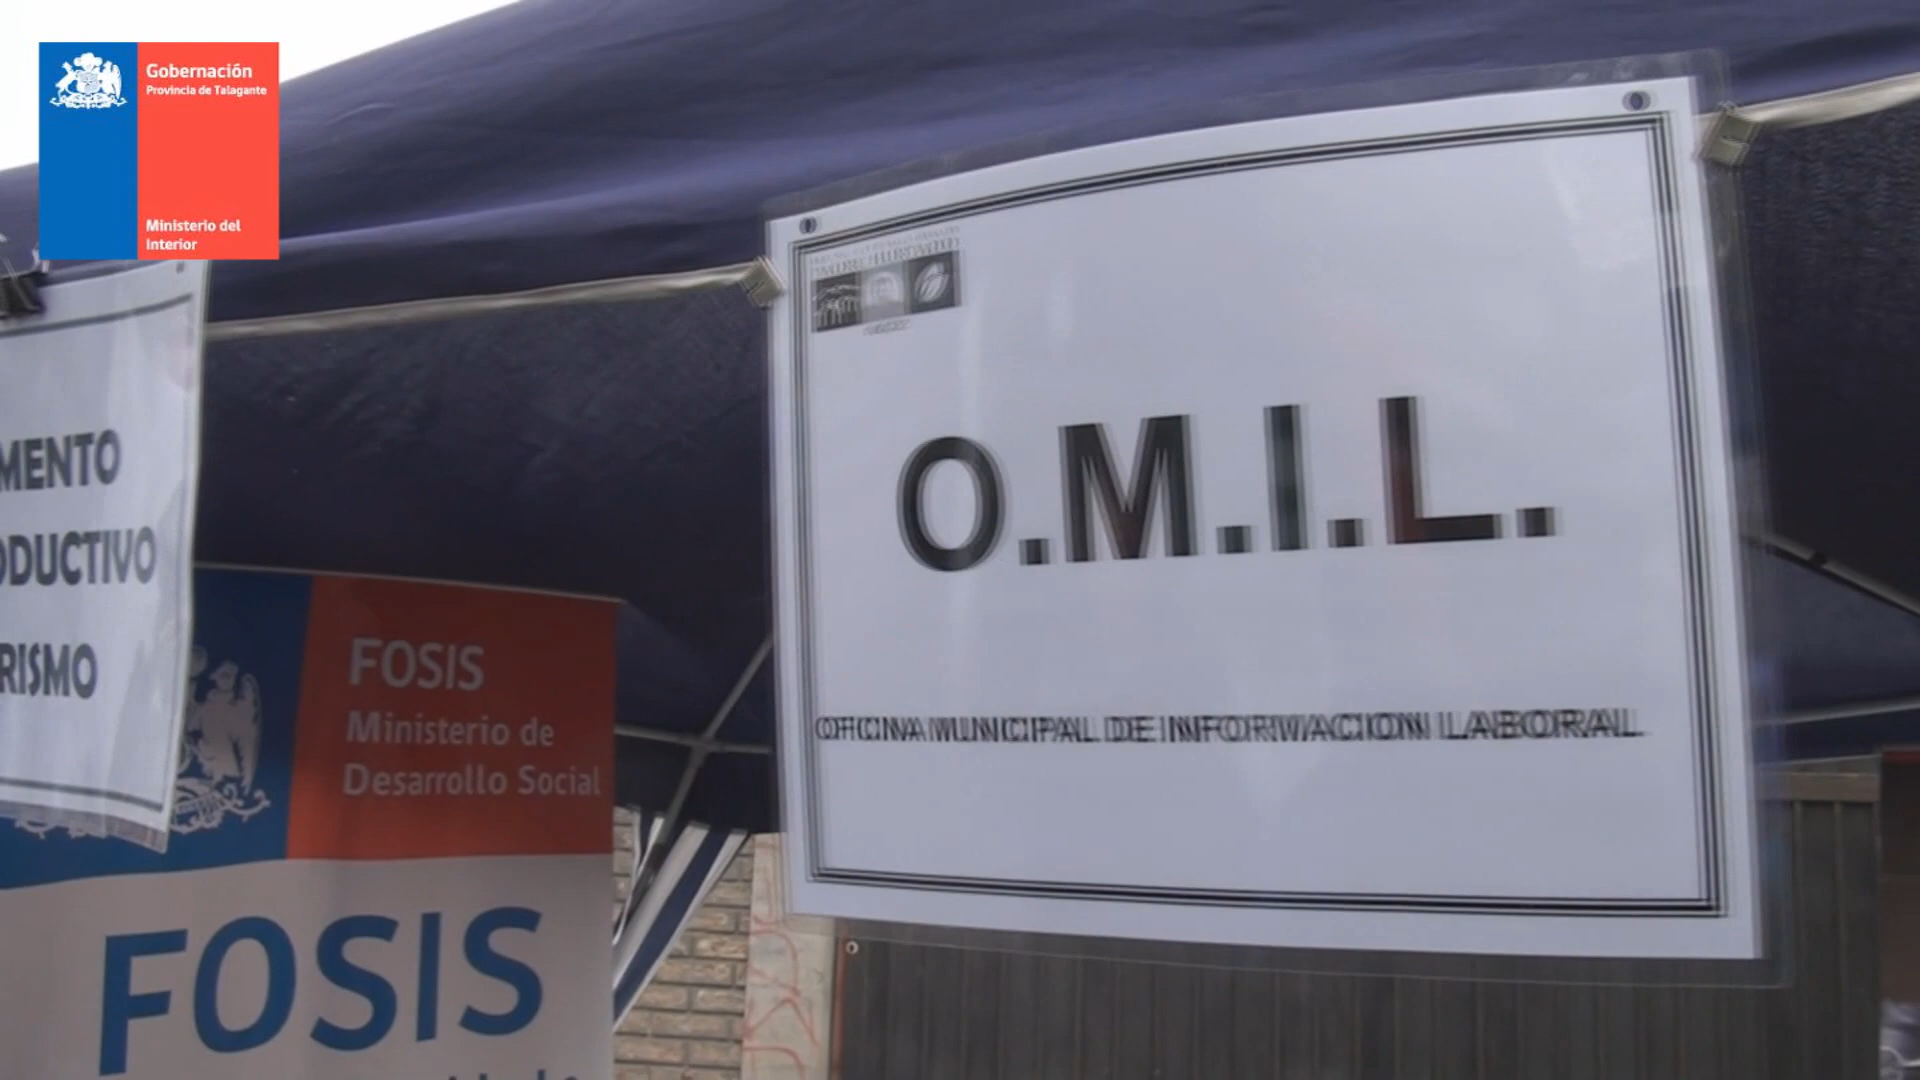 Gobernación
Provincia de Talagante
Ministerio del
Interior
MENTO
ODUCTIVO
RISMO
FOSIS
Ministerio de
Desarrollo Social
FOSIS
O.M.I.L.
OFICINA MUNICIPAL DE INFORMACION LABORAL